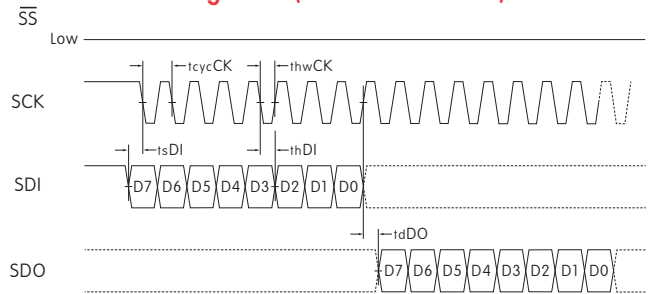 SS
Low
tcycCK thwCK
SCK
tsDI thDI
SDI D7 D6 D5 D4 D3 D2 D1 D0
tdDO
SDO D7 D6 D5 D4 D3 D2 D1 D0